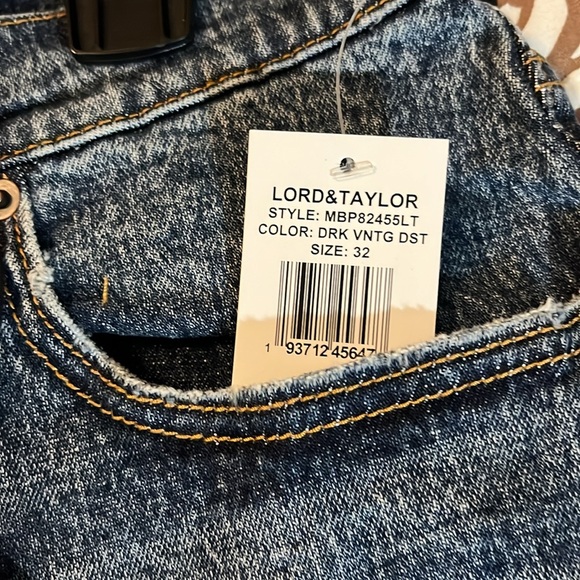 LORD&TAYLOR
STYLE: MBP82455LT
COLOR: DRK VNTG DST
SIZE: 32
1 93712 45647